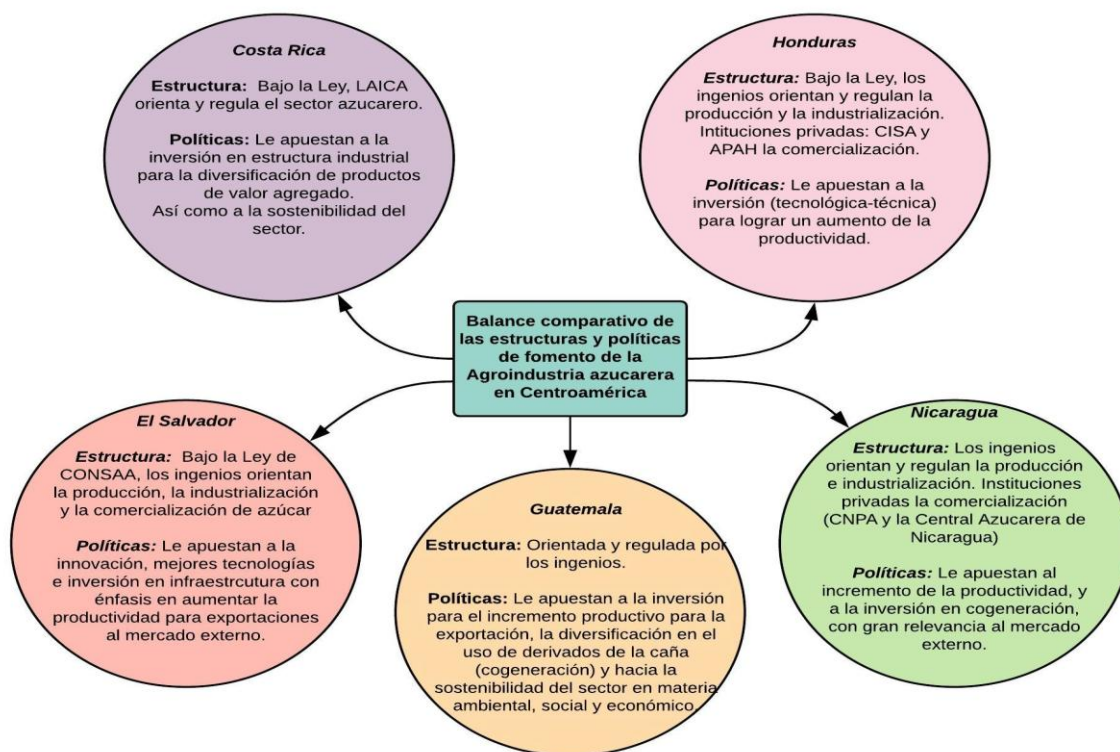 Costa Rica
Estructura: Bajo la Ley, LAICA
orienta y regula el sector azucarero.
Políticas: Le apuestan a la
inversión en estructura industrial
para la diversificación de productos
de valor agregado.
Así como a la sostenibilidad del
sector.
Honduras
Estructura: Bajo la Ley, los
ingenios orientan y regulan la
producción y la industrialización.
Intituciones privadas: CISA y
APAH la comercialización.
Políticas: Le apuestan a la
inversión (tecnológica-técnica)
para lograr un aumento de la
productividad.
Balance comparativo de
las estructuras y políticas
de fomento de la
Agroindustria azucarera
en Centroamérica
El Salvador
Estructura: Bajo la Ley de
CONSAA, los ingenios orientan
la producción, la industrialización
y la comercialización de azúcar
Políticas: Le apuestan a la
innovación, mejores tecnologías
e inversión en infraestrcutura con
énfasis en aumentar la
productividad para exportaciones
al mercado externo.
Guatemala
Estructura: Orientada y regulada por
los ingenios.
Políticas: Le apuestan a la inversión
para el incremento productivo para la
exportación, la diversificación en el
uso de derivados de la caña
(cogeneración) y hacia la
sostenibilidad del sector en materia
ambiental, social y económico.
Nicaragua
Estructura: Los ingenios
orientan y regulan la producción
e industrialización. Instituciones
privadas la comercialización
(CNPA y la Central Azucarera de
Nicaragua)
Políticas: Le apuestan al
incremento de la productividad, y
a la inversión en cogeneración,
con gran relevancia al mercado
externo.